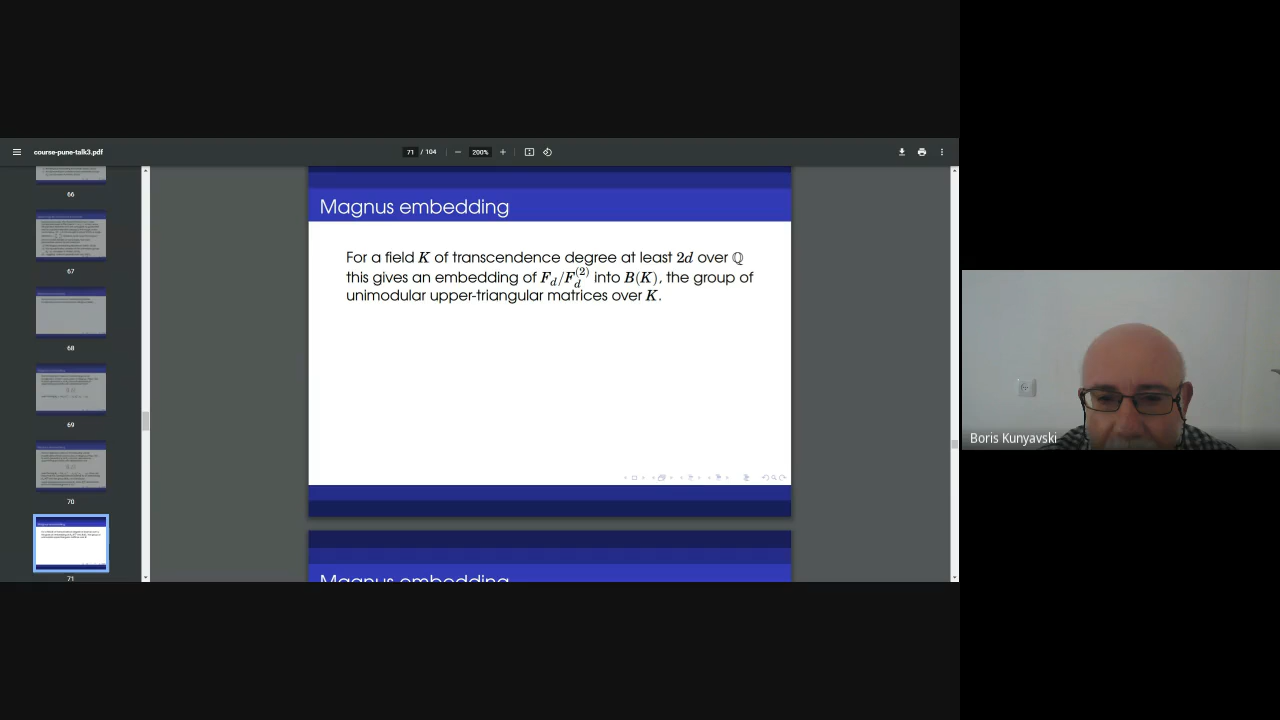 course-pune-talk3.pdf
71 / 104
200%
66
67
68
69
70
71
Magnus embedding
For a field K of transcendence degree at least 2d over ℚ
this gives an embedding of F_d/F_d^{(2)} into B(K), the group of
unimodular upper-triangular matrices over K.
Magnus embedding
Boris Kunyavski